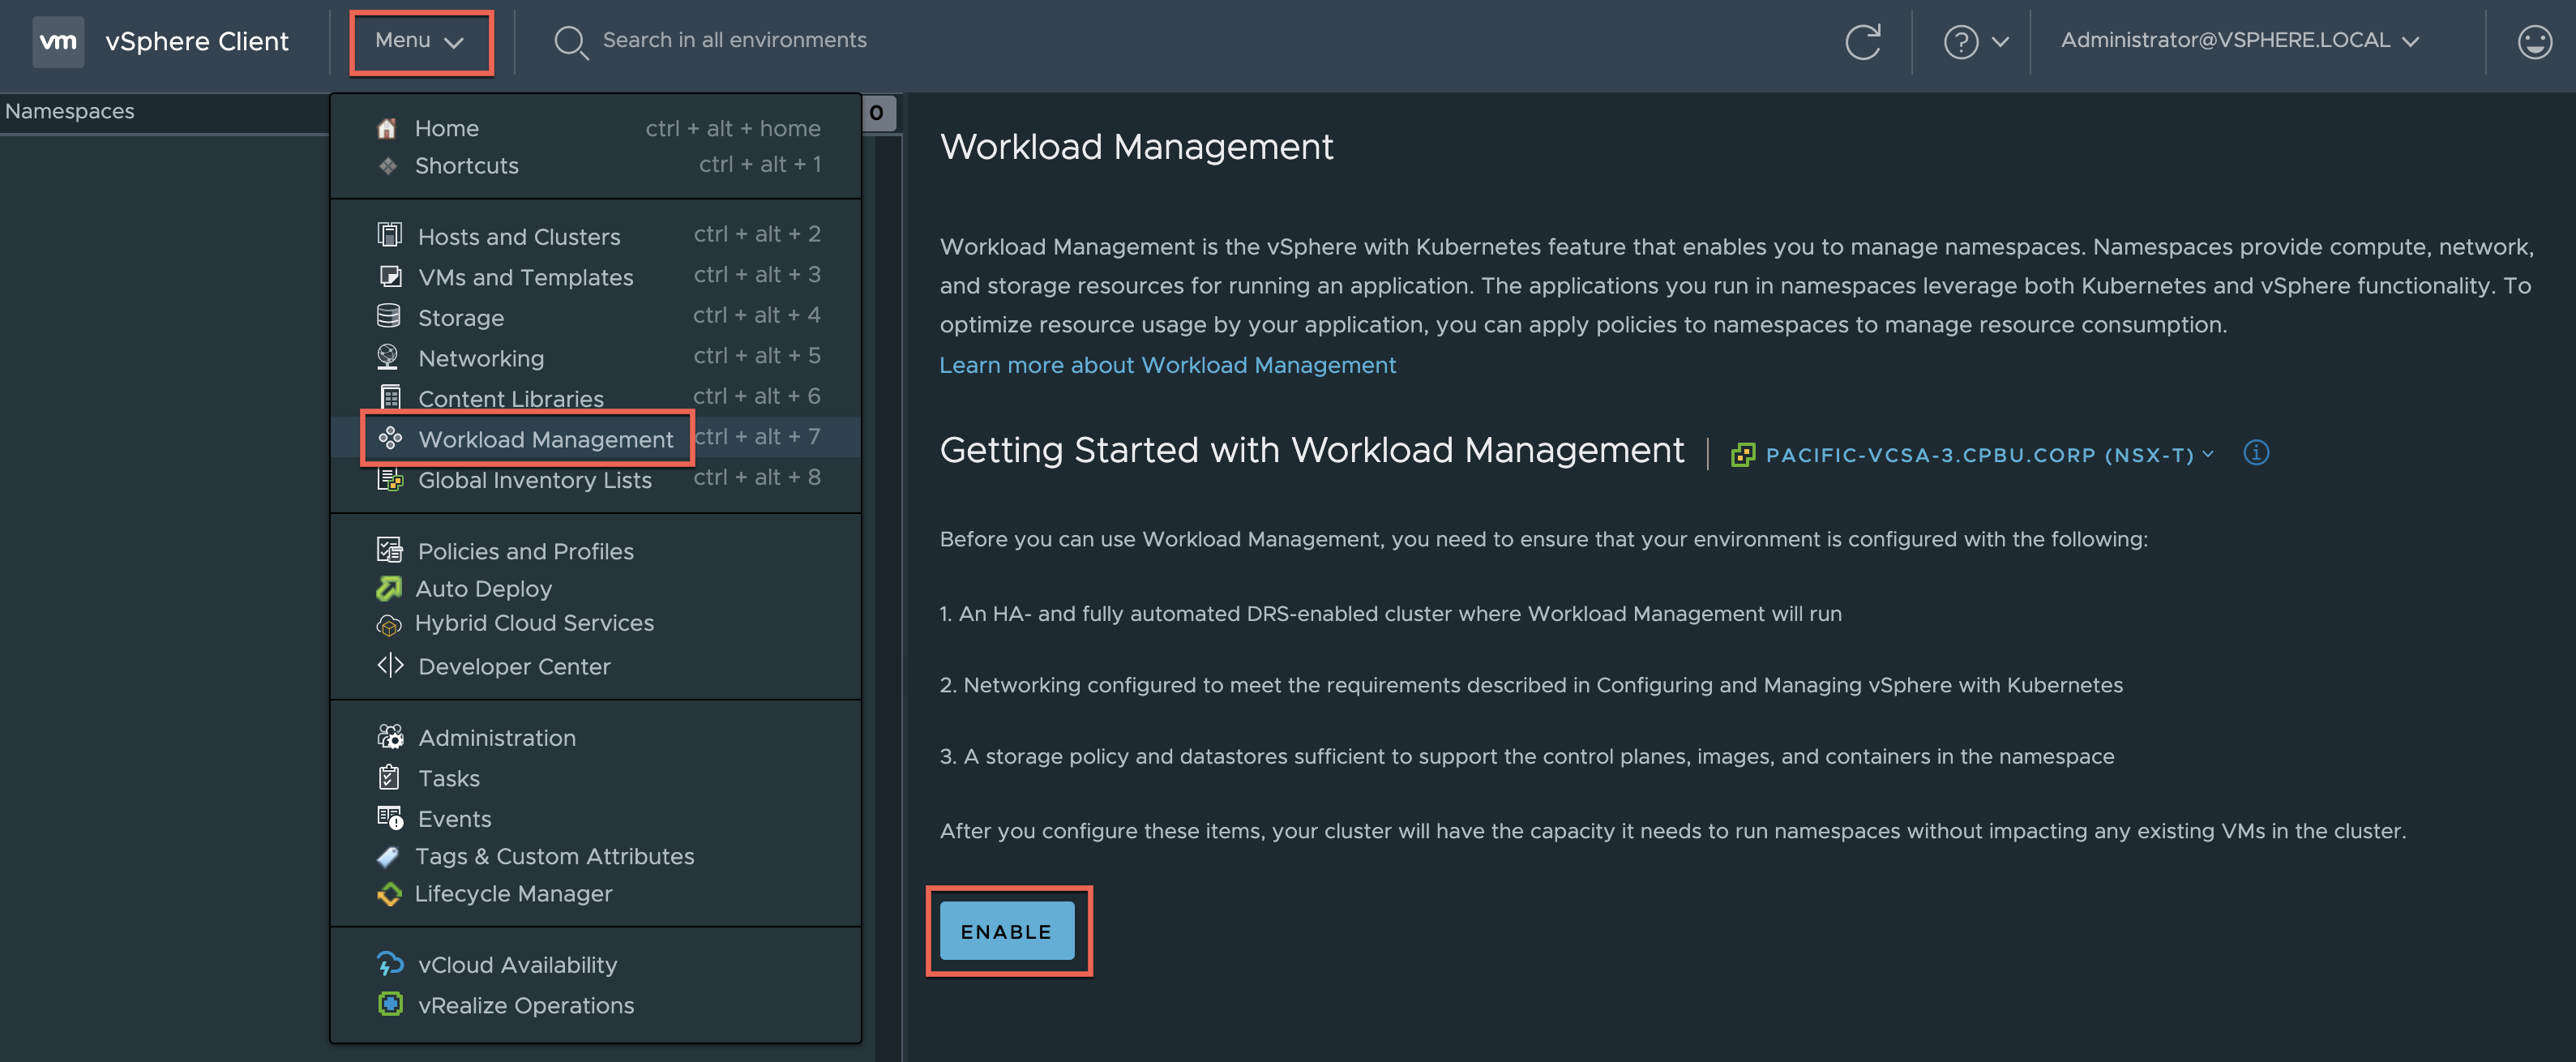 vm vSphere Client Menu Search in all environments Administrator@VSPHERE.LOCAL
Namespaces 0
Home ctrl + alt + home
Shortcuts ctrl + alt + 1
Hosts and Clusters ctrl + alt + 2
VMs and Templates ctrl + alt + 3
Storage ctrl + alt + 4
Networking ctrl + alt + 5
Content Libraries ctrl + alt + 6
Workload Management ctrl + alt + 7
Global Inventory Lists ctrl + alt + 8
Policies and Profiles
Auto Deploy
Hybrid Cloud Services
Developer Center
Administration
Tasks
Events
Tags & Custom Attributes
Lifecycle Manager
vCloud Availability
vRealize Operations
Workload Management
Workload Management is the vSphere with Kubernetes feature that enables you to manage namespaces. Namespaces provide compute, network,
and storage resources for running an application. The applications you run in namespaces leverage both Kubernetes and vSphere functionality. To
optimize resource usage by your application, you can apply policies to namespaces to manage resource consumption.
Learn more about Workload Management
Getting Started with Workload Management PACIFIC-VCSA-3.CPBU.CORP (NSX-T)
Before you can use Workload Management, you need to ensure that your environment is configured with the following:
1. An HA- and fully automated DRS-enabled cluster where Workload Management will run
2. Networking configured to meet the requirements described in Configuring and Managing vSphere with Kubernetes
3. A storage policy and datastores sufficient to support the control planes, images, and containers in the namespace
After you configure these items, your cluster will have the capacity it needs to run namespaces without impacting any existing VMs in the cluster.
ENABLE